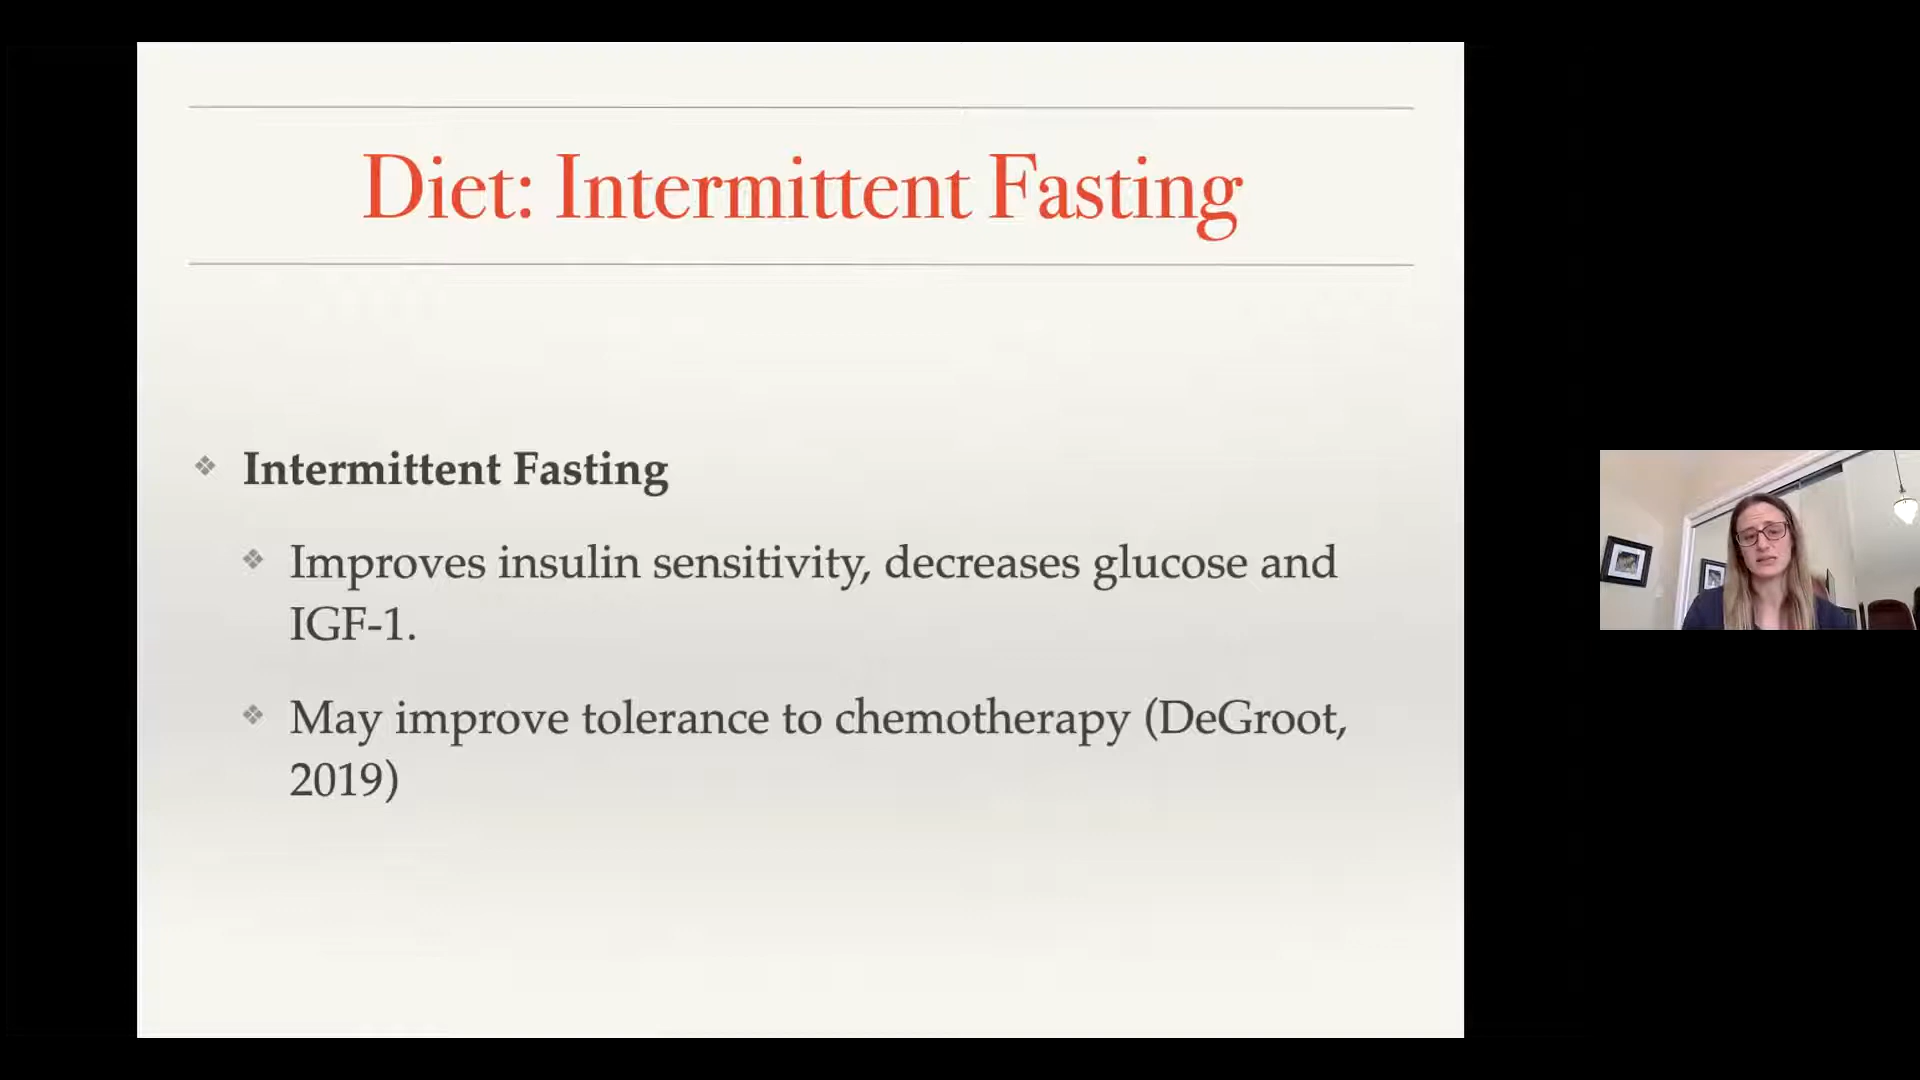 Diet: Intermittent Fasting
Intermittent Fasting
Improves insulin sensitivity, decreases glucose and
IGF-1.
May improve tolerance to chemotherapy (DeGroot,
2019)